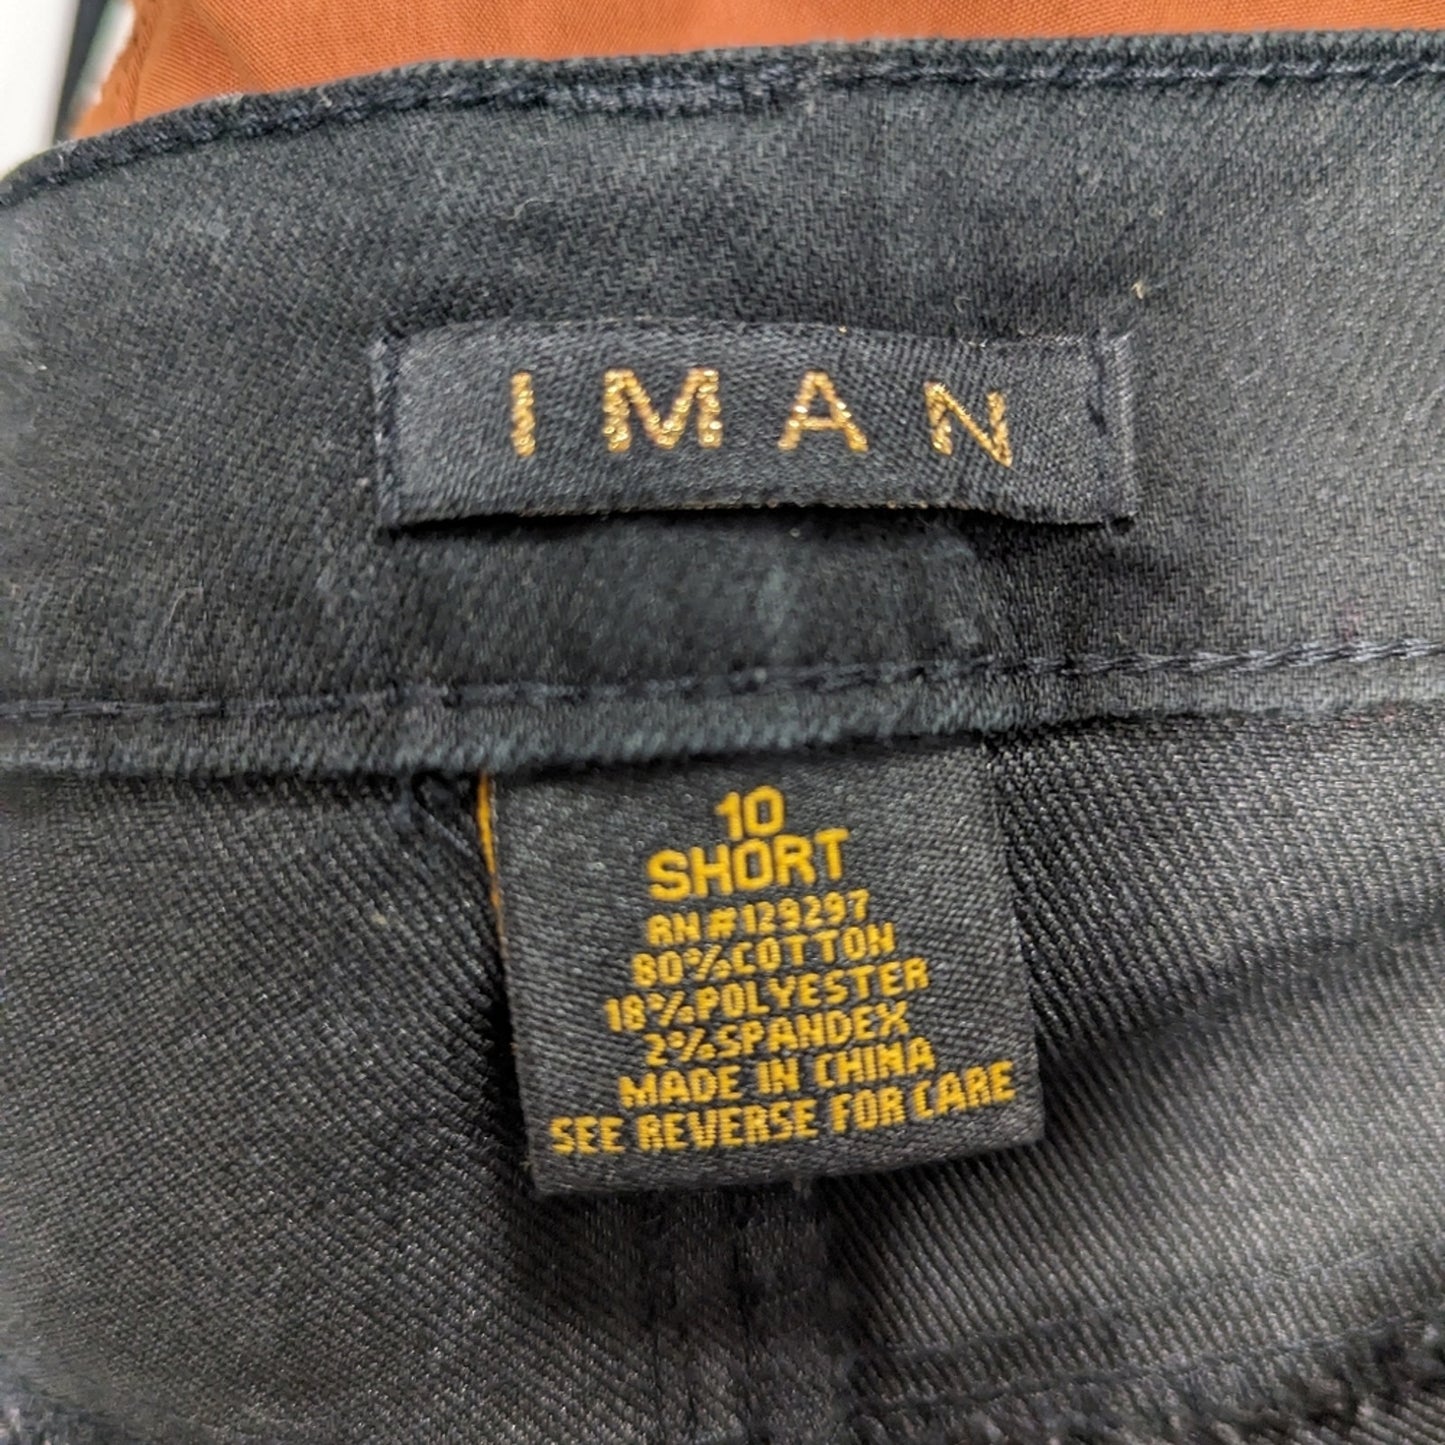 IMAN
10
SHORT
RN#129297
80%COTTON
18%POLYESTER
2%SPANDEX
MADE IN CHINA
SEE REVERSE FOR CARE